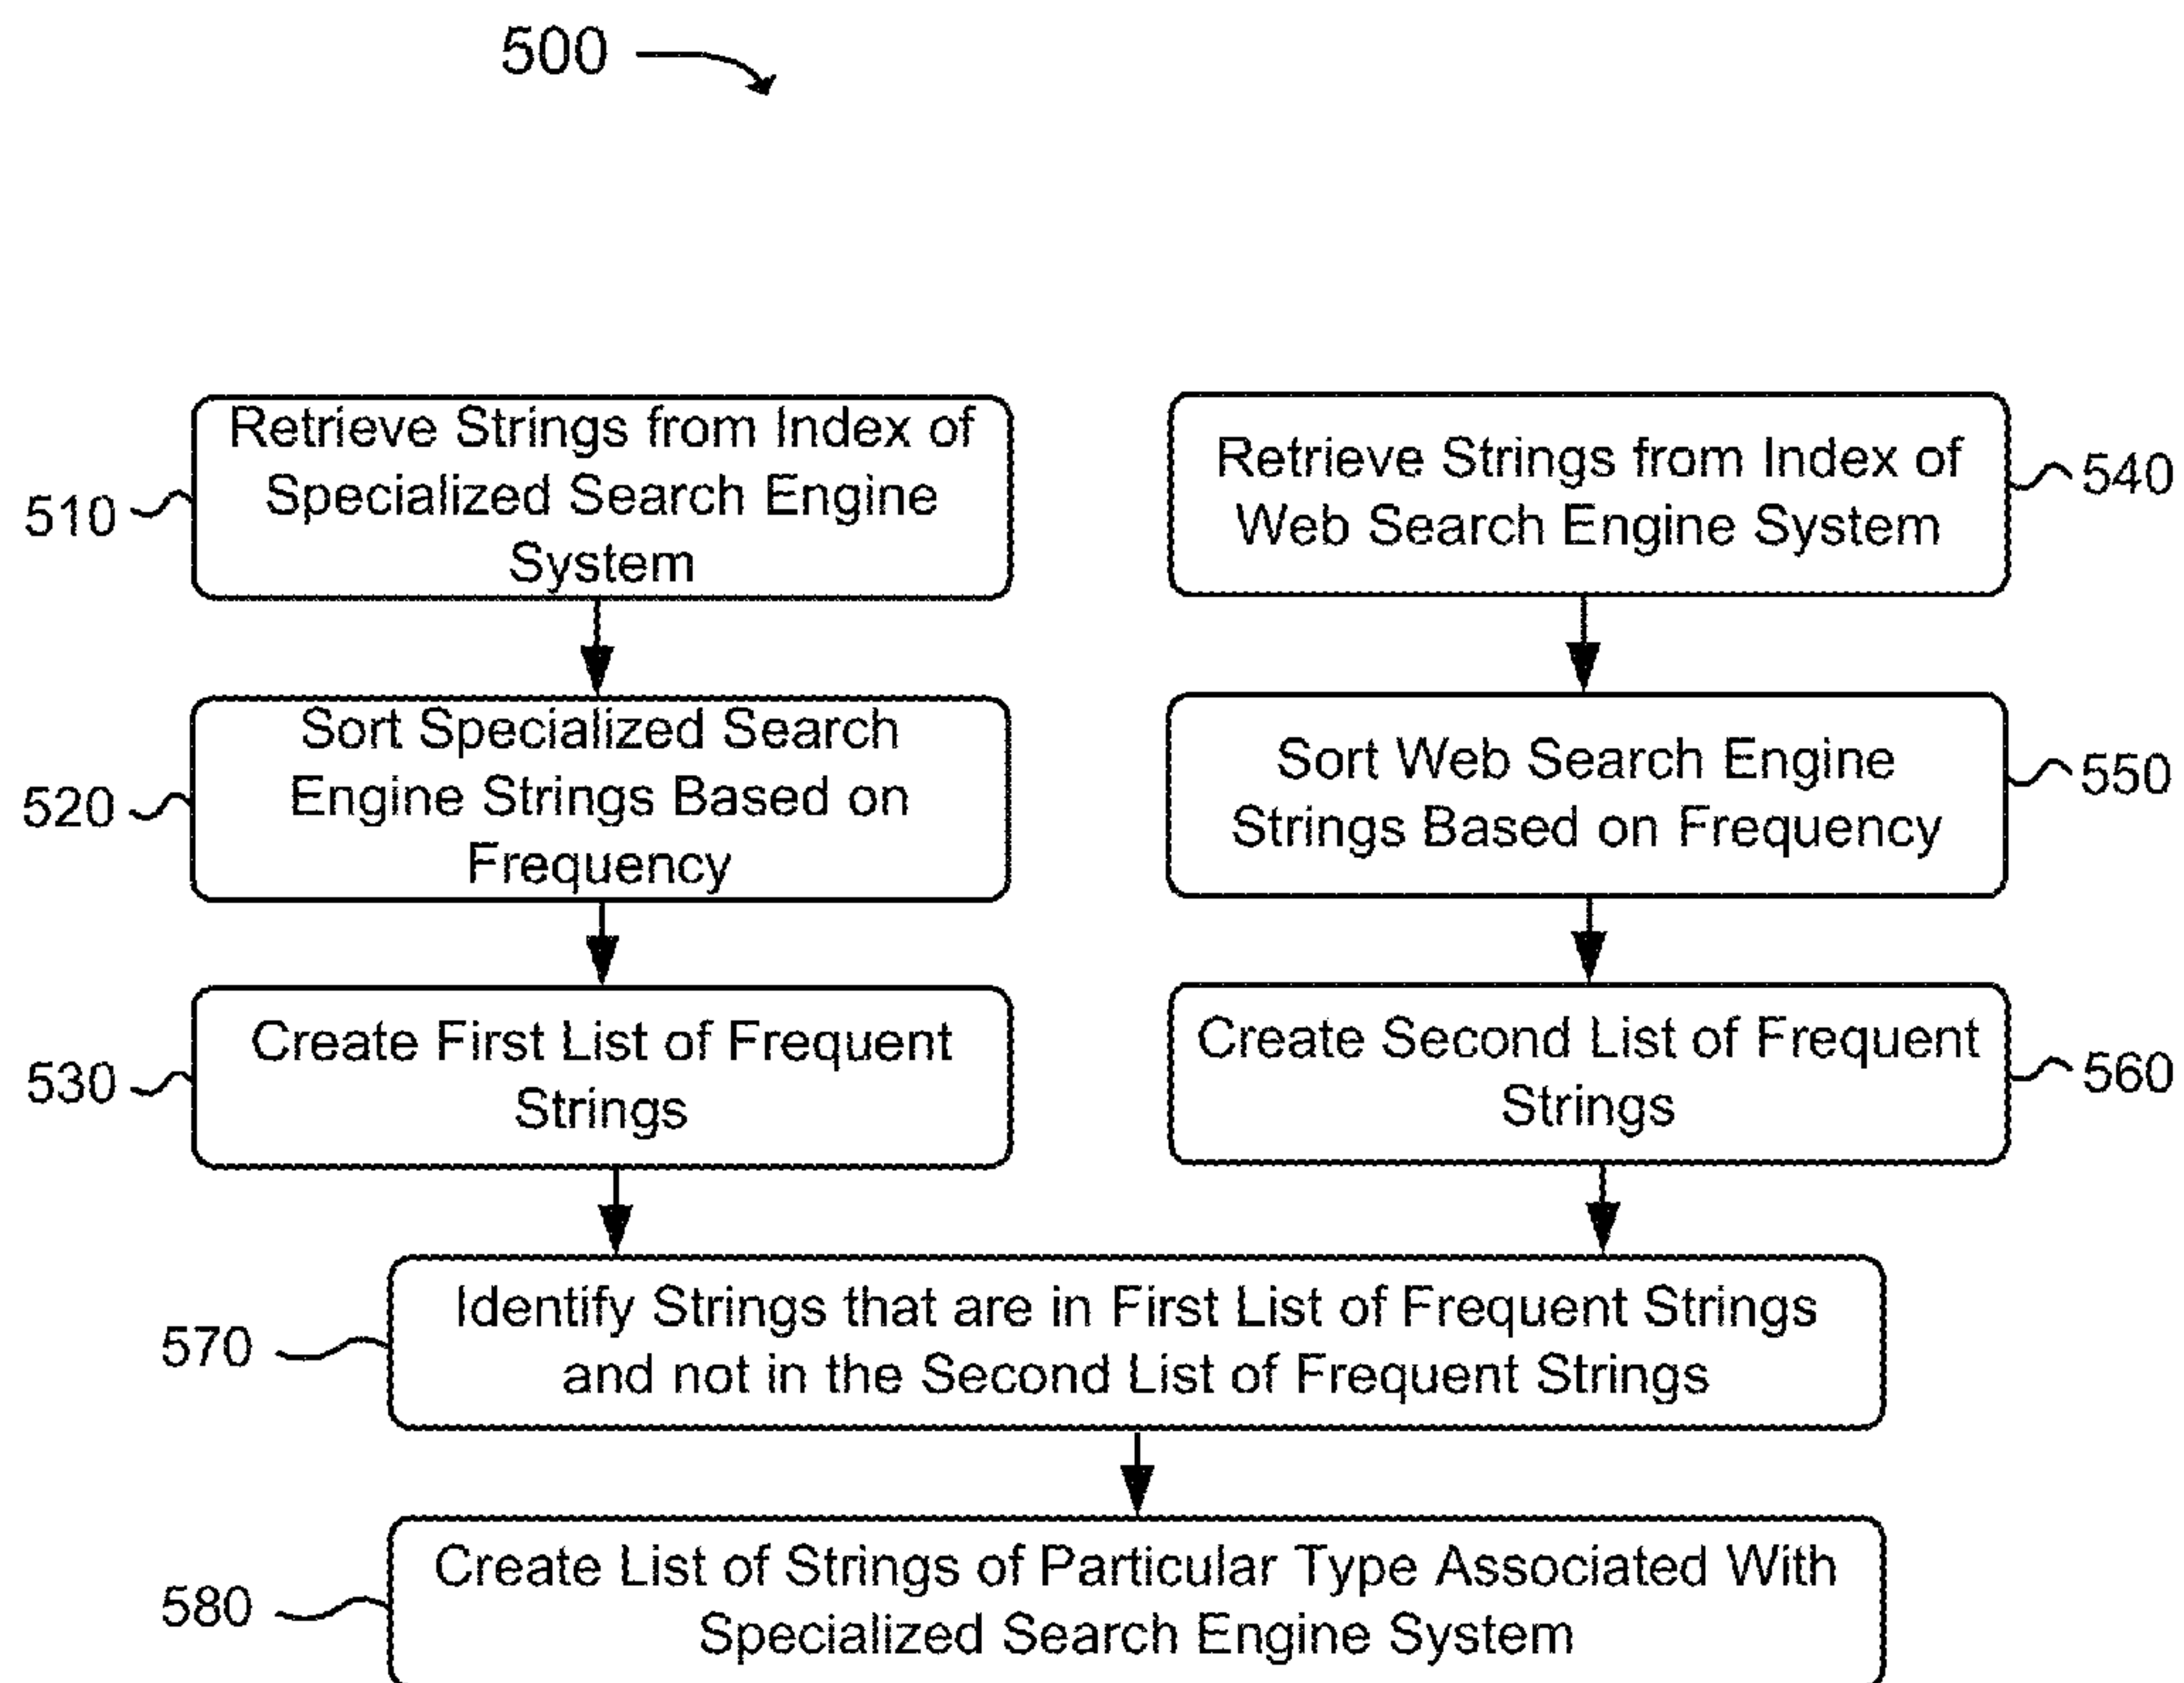 500
510
Retrieve Strings from Index of
Specialized Search Engine
System
Retrieve Strings from Index of
Web Search Engine System
540
520
Sort Specialized Search
Engine Strings Based on
Frequency
Sort Web Search Engine
Strings Based on Frequency
550
530
Create First List of Frequent
Strings
Create Second List of Frequent
Strings
560
570
Identify Strings that are in First List of Frequent Strings
and not in the Second List of Frequent Strings
580
Create List of Strings of Particular Type Associated With
Specialized Search Engine System